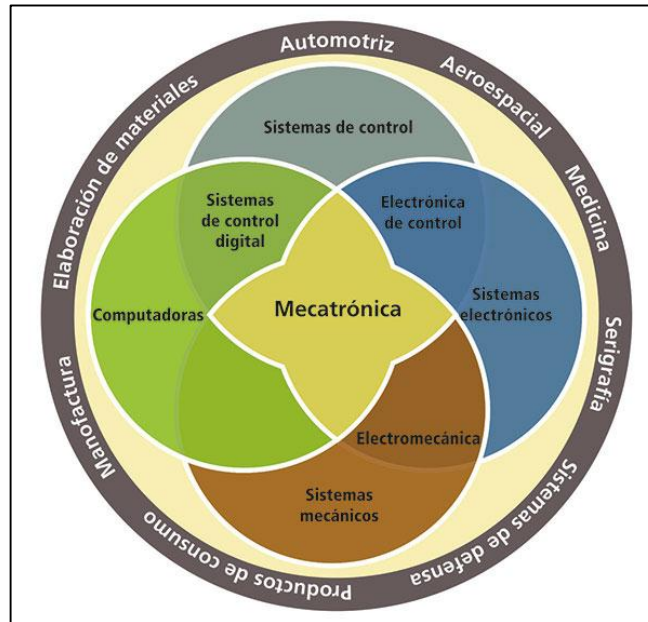 Automotriz
Aeroespacial
Medicina
Serigrafía
Sistemas de defensa
Productos de consumo
Manofactura
Elaboración de materiales
Sistemas de control
Sistemas
de control
digital
Electrónica
de control
Computadoras
Mecatrónica
Sistemas
electrónicos
Electromecánica
Sistemas
mecánicos